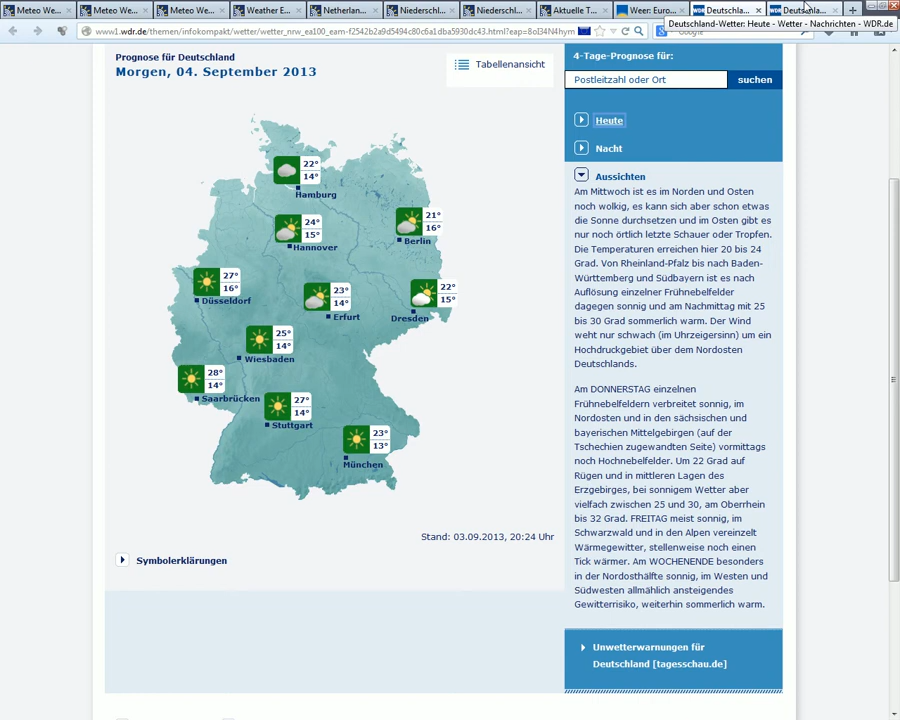 Meteo We...
Meteo We...
Meteo We...
Weather E...
Netherlan...
Niederschl...
Niederschl...
Aktuelle T...
Ween: Euro...
Deutschla...
Deutschla...
Deutschland-Wetter: Heute - Wetter - Nachrichten - WDR.de
Prognose für Deutschland
Morgen, 04. September 2013
Tabellenansicht
22°
14°
Hamburg
24°
15°
Hannover
21°
16°
Berlin
27°
16°
Düsseldorf
23°
14°
Erfurt
22°
15°
Dresden
25°
14°
Wiesbaden
28°
14°
Saarbrücken
27°
14°
Stuttgart
23°
13°
München
Stand: 03.09.2013, 20:24 Uhr
Symbolerklärungen
4-Tage-Prognose für:
Postleitzahl oder Ort
suchen
Heute
Nacht
Aussichten
Am Mittwoch ist es im Norden und Osten
noch wolkig, es kann sich aber schon etwas
die Sonne durchsetzen und im Osten gibt es
nur noch örtlich letzte Schauer oder Tropfen.
Die Temperaturen erreichen hier 20 bis 24
Grad. Von Rheinland-Pfalz bis nach Baden-
Württemberg und Südbayern ist es nach
Auflösung einzelner Frühnebelfelder
dagegen sonnig und am Nachmittag mit 25
bis 30 Grad sommerlich warm. Der Wind
weht nur schwach (im Uhrzeigersinn) um ein
Hochdruckgebiet über dem Nordosten
Deutschlands.
Am DONNERSTAG einzelnen
Frühnebelfeldern verbreitet sonnig, im
Nordosten und in den sächsischen und
bayerischen Mittelgebirgen (auf der
Tschechien zugewandten Seite) vormittags
noch Hochnebelfelder. Um 22 Grad auf
Rügen und in mittleren Lagen des
Erzgebirges, bei sonnigem Wetter aber
vielfach zwischen 25 und 30, am Oberrhein
bis 32 Grad. FREITAG meist sonnig, im
Schwarzwald und in den Alpen vereinzelt
Wärmegewitter, stellenweise noch einen
Tick wärmer. Am WOCHENENDE besonders
in der Nordosthälfte sonnig, im Westen und
Südwesten allmählich ansteigendes
Gewitterrisiko, weiterhin sommerlich warm.
Unwetterwarnungen für
Deutschland [tagesschau.de]